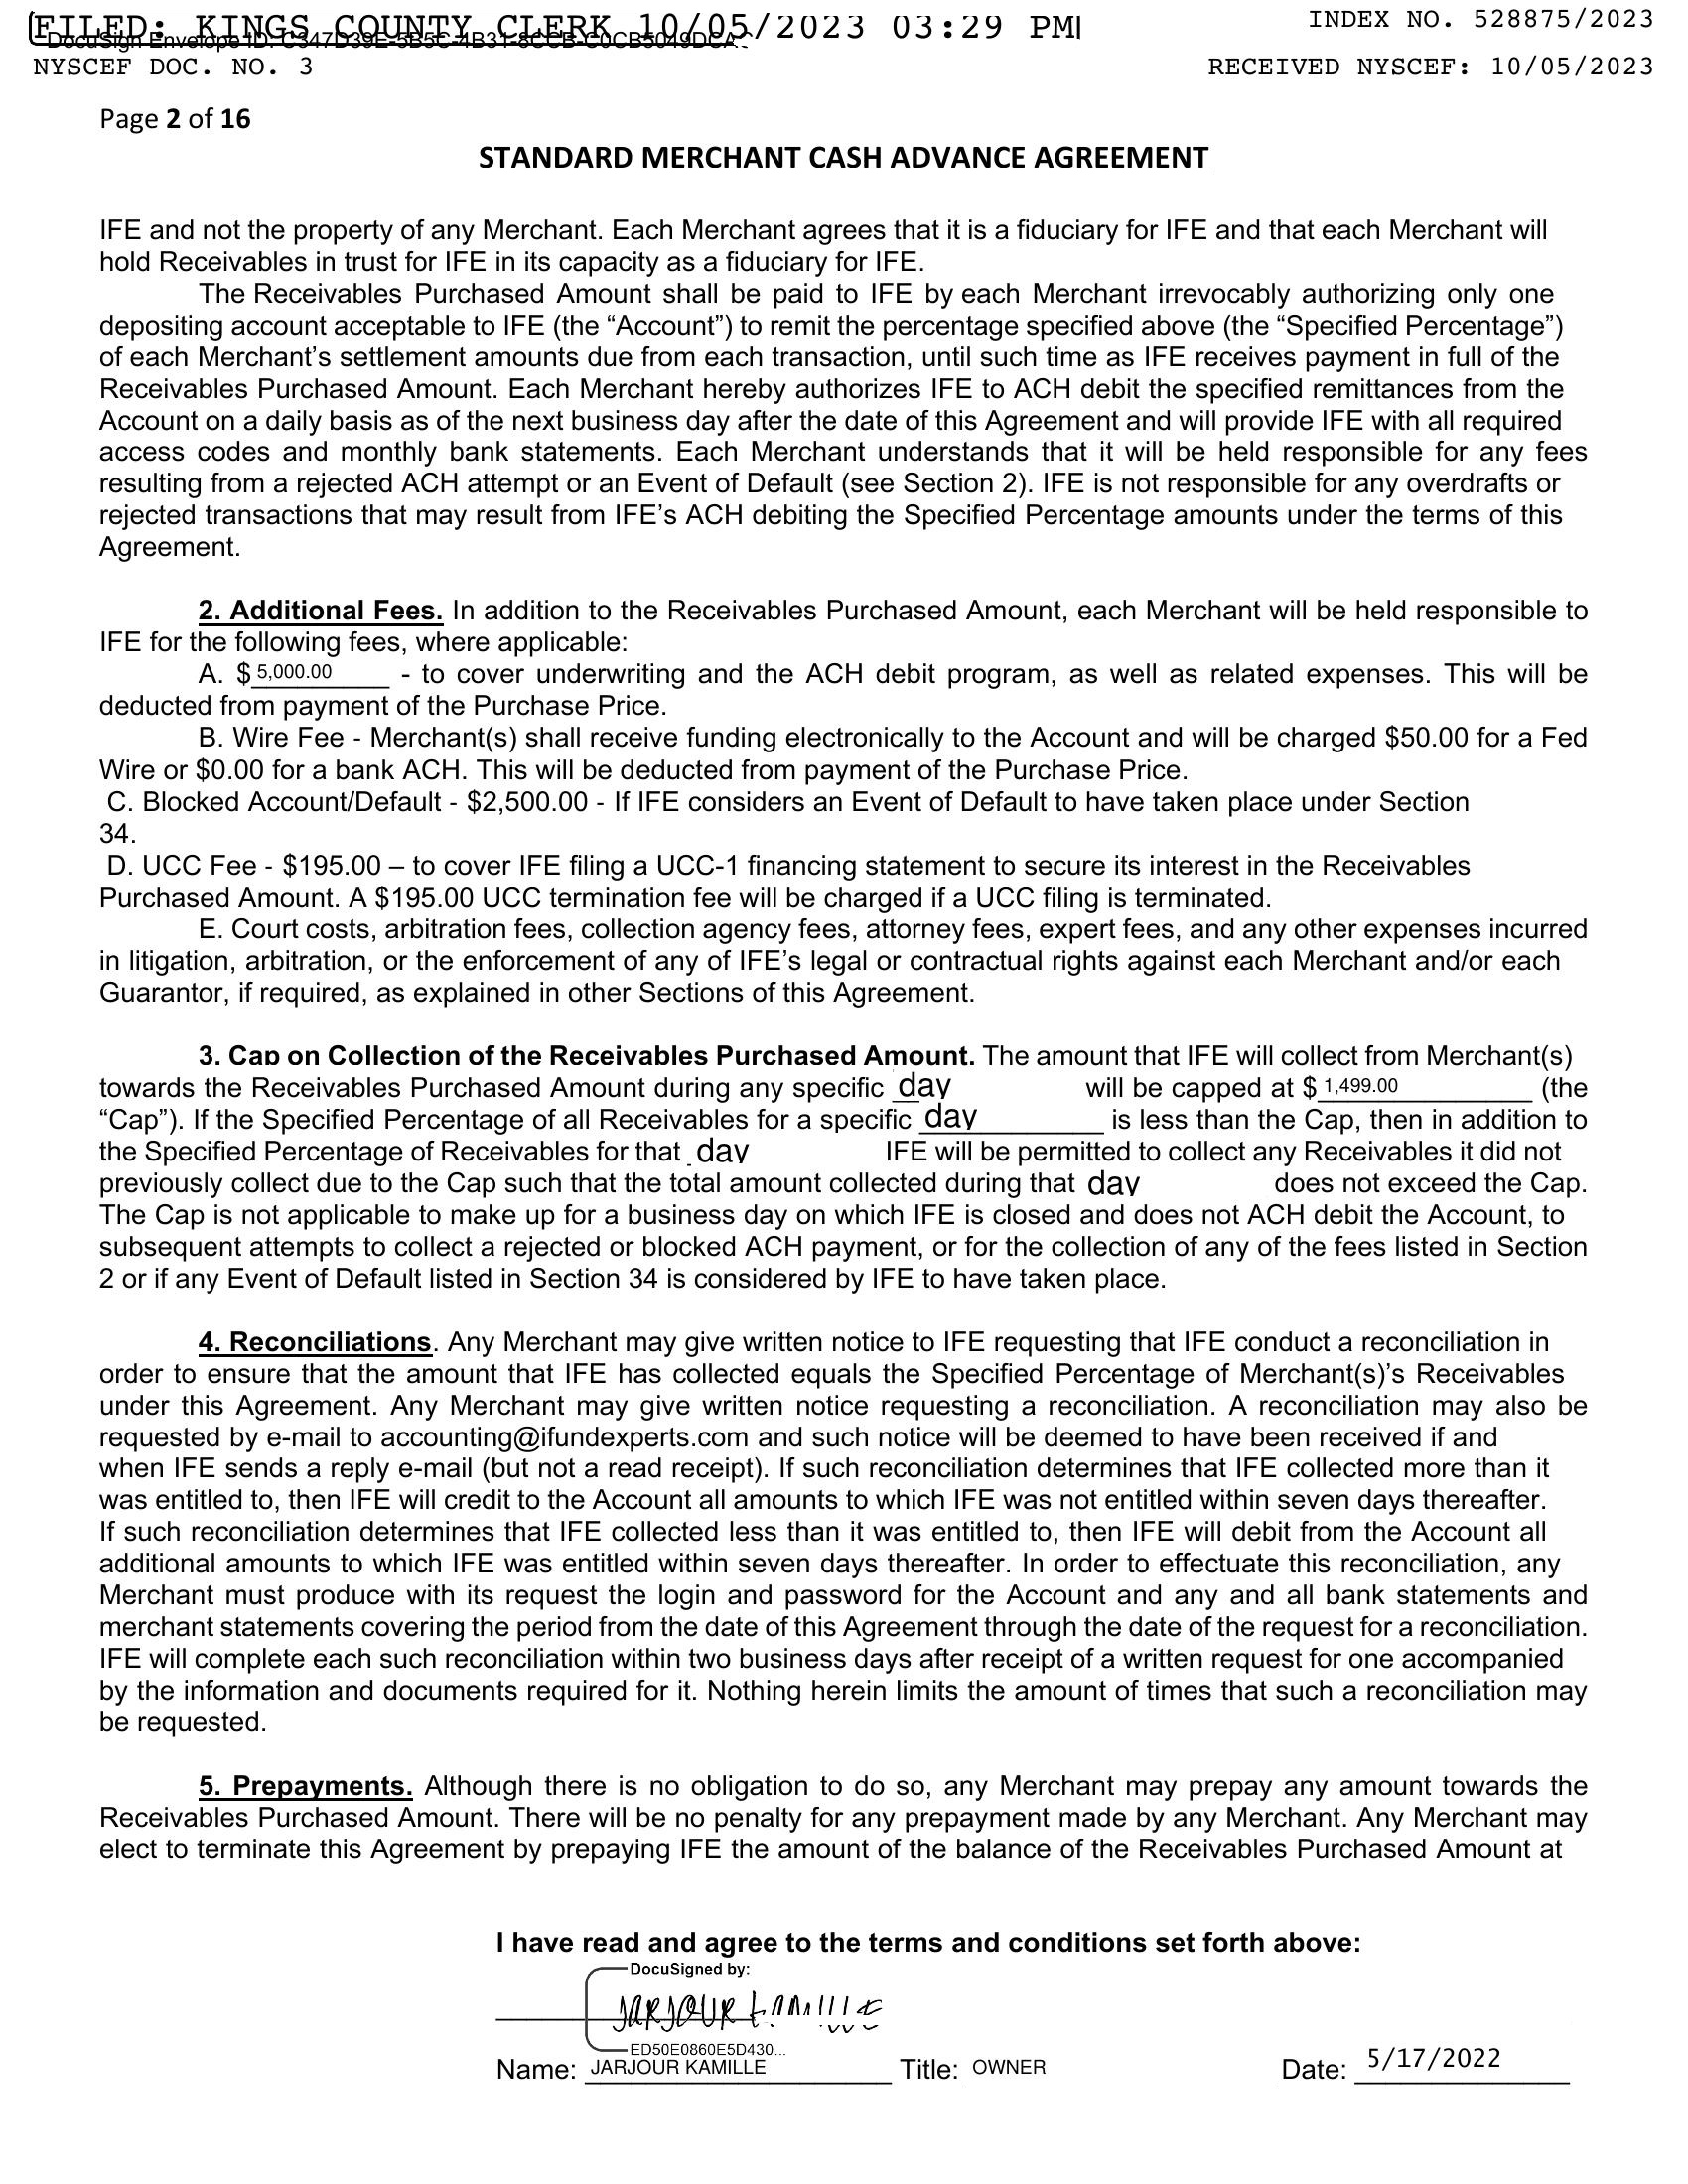 FILED: KINGS COUNTY CLERK 10/05/2023 03:29 PM
INDEX NO. 528875/2023
DocuSign Envelope ID: C347D39E-5B5C-4B31-8CCB-C0CB5049DCA
NYSCEF DOC. NO. 3
RECEIVED NYSCEF: 10/05/2023
Page 2 of 16
STANDARD MERCHANT CASH ADVANCE AGREEMENT
IFE and not the property of any Merchant. Each Merchant agrees that it is a fiduciary for IFE and that each Merchant will
hold Receivables in trust for IFE in its capacity as a fiduciary for IFE.
The Receivables Purchased Amount shall be paid to IFE by each Merchant irrevocably authorizing only one
depositing account acceptable to IFE (the “Account”) to remit the percentage specified above (the “Specified Percentage”)
of each Merchant’s settlement amounts due from each transaction, until such time as IFE receives payment in full of the
Receivables Purchased Amount. Each Merchant hereby authorizes IFE to ACH debit the specified remittances from the
Account on a daily basis as of the next business day after the date of this Agreement and will provide IFE with all required
access codes and monthly bank statements. Each Merchant understands that it will be held responsible for any fees
resulting from a rejected ACH attempt or an Event of Default (see Section 2). IFE is not responsible for any overdrafts or
rejected transactions that may result from IFE’s ACH debiting the Specified Percentage amounts under the terms of this
Agreement.
2. Additional Fees. In addition to the Receivables Purchased Amount, each Merchant will be held responsible to
IFE for the following fees, where applicable:
A. $ 5,000.00 - to cover underwriting and the ACH debit program, as well as related expenses. This will be
deducted from payment of the Purchase Price.
B. Wire Fee - Merchant(s) shall receive funding electronically to the Account and will be charged $50.00 for a Fed
Wire or $0.00 for a bank ACH. This will be deducted from payment of the Purchase Price.
C. Blocked Account/Default - $2,500.00 - If IFE considers an Event of Default to have taken place under Section
34.
D. UCC Fee - $195.00 – to cover IFE filing a UCC-1 financing statement to secure its interest in the Receivables
Purchased Amount. A $195.00 UCC termination fee will be charged if a UCC filing is terminated.
E. Court costs, arbitration fees, collection agency fees, attorney fees, expert fees, and any other expenses incurred
in litigation, arbitration, or the enforcement of any of IFE’s legal or contractual rights against each Merchant and/or each
Guarantor, if required, as explained in other Sections of this Agreement.
3. Cap on Collection of the Receivables Purchased Amount. The amount that IFE will collect from Merchant(s)
towards the Receivables Purchased Amount during any specific day will be capped at $ 1,499.00 (the
“Cap”). If the Specified Percentage of all Receivables for a specific day is less than the Cap, then in addition to
the Specified Percentage of Receivables for that day IFE will be permitted to collect any Receivables it did not
previously collect due to the Cap such that the total amount collected during that day does not exceed the Cap.
The Cap is not applicable to make up for a business day on which IFE is closed and does not ACH debit the Account, to
subsequent attempts to collect a rejected or blocked ACH payment, or for the collection of any of the fees listed in Section
2 or if any Event of Default listed in Section 34 is considered by IFE to have taken place.
4. Reconciliations. Any Merchant may give written notice to IFE requesting that IFE conduct a reconciliation in
order to ensure that the amount that IFE has collected equals the Specified Percentage of Merchant(s)’s Receivables
under this Agreement. Any Merchant may give written notice requesting a reconciliation. A reconciliation may also be
requested by e-mail to accounting@ifundexperts.com and such notice will be deemed to have been received if and
when IFE sends a reply e-mail (but not a read receipt). If such reconciliation determines that IFE collected more than it
was entitled to, then IFE will credit to the Account all amounts to which IFE was not entitled within seven days thereafter.
If such reconciliation determines that IFE collected less than it was entitled to, then IFE will debit from the Account all
additional amounts to which IFE was entitled within seven days thereafter. In order to effectuate this reconciliation, any
Merchant must produce with its request the login and password for the Account and any and all bank statements and
merchant statements covering the period from the date of this Agreement through the date of the request for a reconciliation.
IFE will complete each such reconciliation within two business days after receipt of a written request for one accompanied
by the information and documents required for it. Nothing herein limits the amount of times that such a reconciliation may
be requested.
5. Prepayments. Although there is no obligation to do so, any Merchant may prepay any amount towards the
Receivables Purchased Amount. There will be no penalty for any prepayment made by any Merchant. Any Merchant may
elect to terminate this Agreement by prepaying IFE the amount of the balance of the Receivables Purchased Amount at
I have read and agree to the terms and conditions set forth above:
DocuSigned by:
JARJOUR KAMILLE
ED50E0860E5D430...
Name: JARJOUR KAMILLE Title: OWNER Date: 5/17/2022